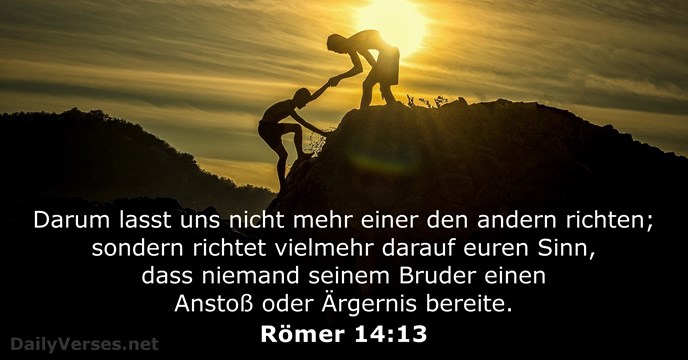 Darum lasst uns nicht mehr einer den andern richten;
sondern richtet vielmehr darauf euren Sinn,
dass niemand seinem Bruder einen
Anstoß oder Ärgernis bereite.
Römer 14:13
DailyVerses.net